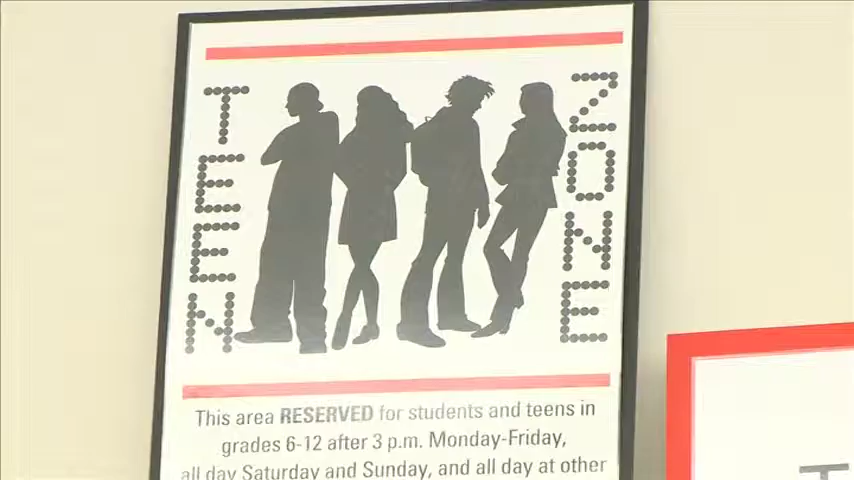 TEEN
ZONE
This area RESERVED for students and teens in
grades 6-12 after 3 p.m. Monday-Friday,
all day Saturday and Sunday, and all day at other
T